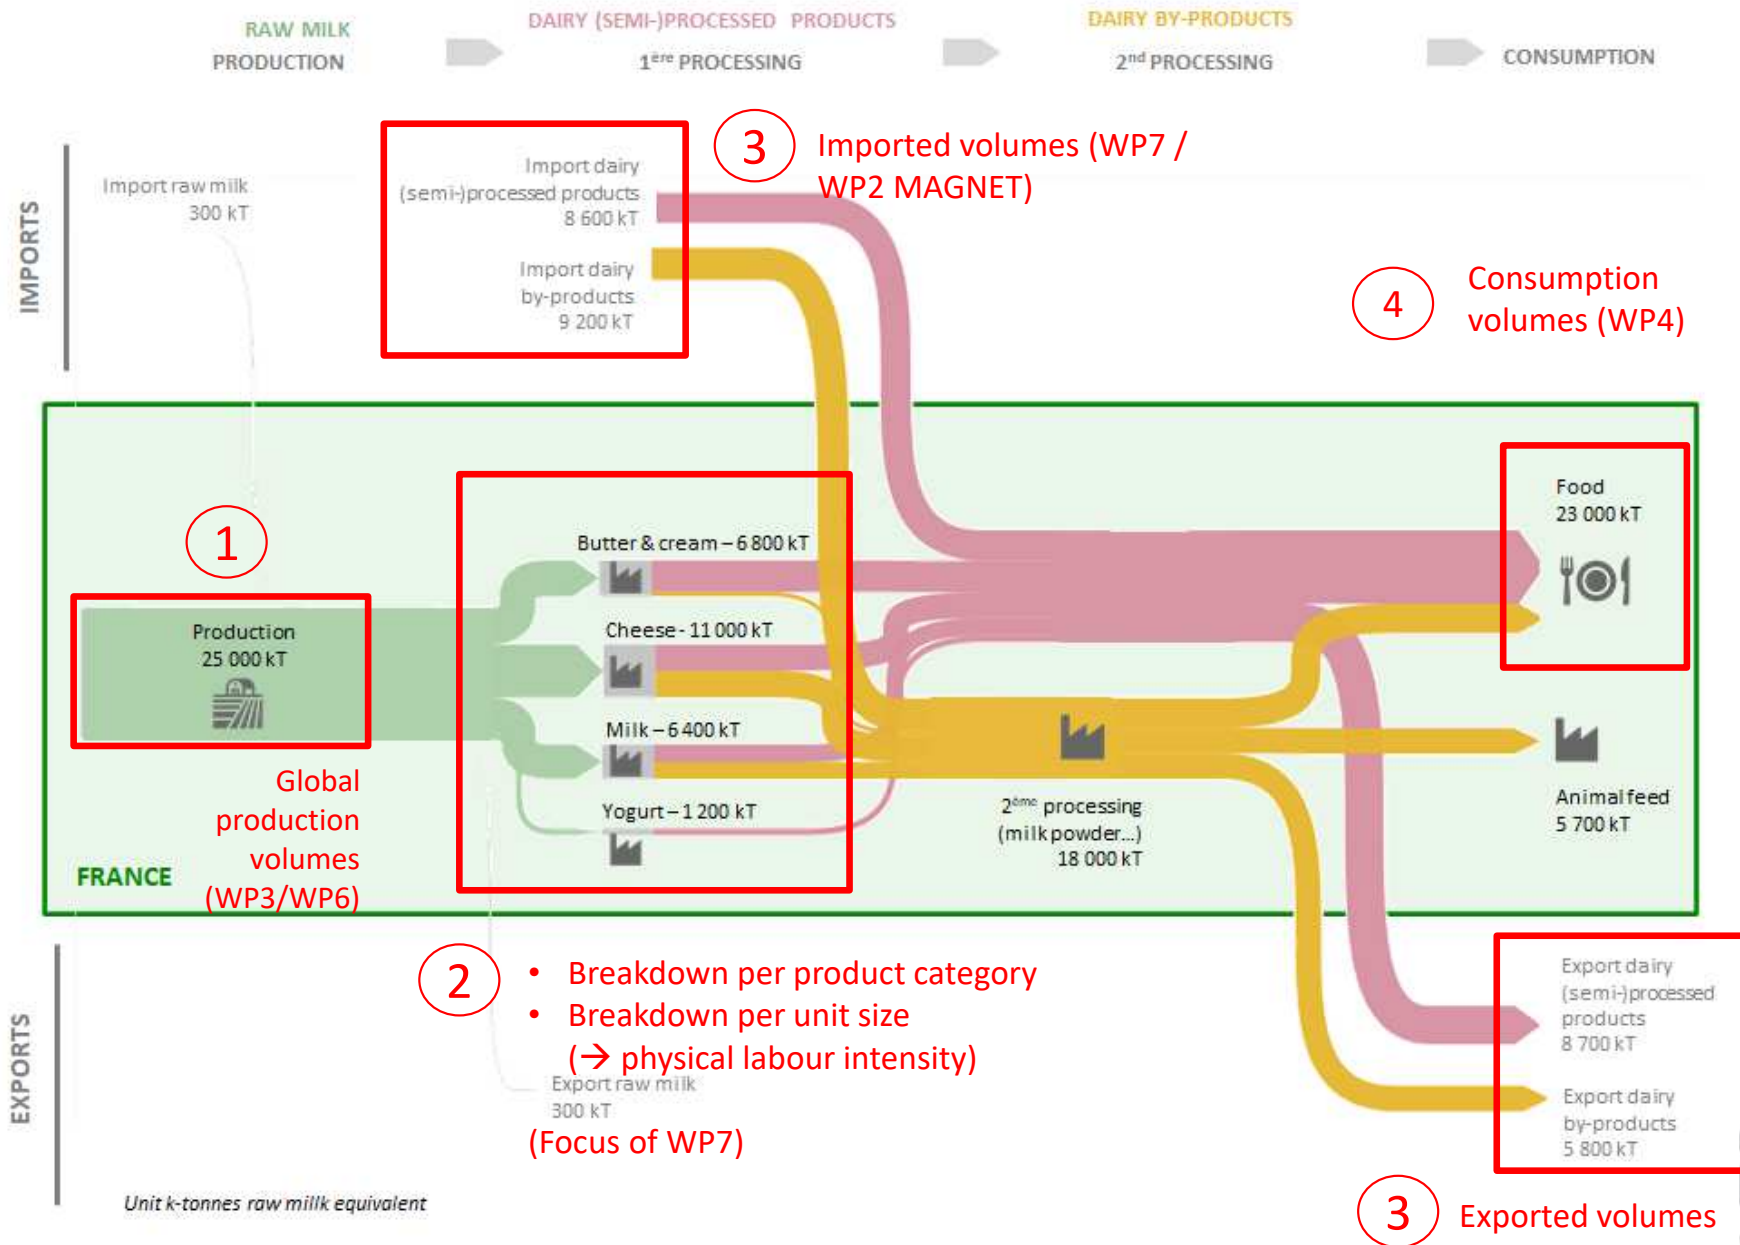 RAW MILK
PRODUCTION
DAIRY (SEMI-)PROCESSED PRODUCTS
1ère PROCESSING
DAIRY BY-PRODUCTS
2nd PROCESSING
CONSUMPTION
IMPORTS
Import raw milk
300 kT
Import dairy
(semi-)processed products
8 600 kT
Import dairy
by-products
9 200 kT
3
Imported volumes (WP7 /
WP2 MAGNET)
4
Consumption
volumes (WP4)
1
Production
25 000 kT
Global
production
volumes
(WP3/WP6)
FRANCE
Butter & cream – 6 800 kT
Cheese - 11 000 kT
Milk – 6 400 kT
Yogurt – 1 200 kT
2ème processing
(milk powder...)
18 000 kT
Food
23 000 kT
Animal feed
5 700 kT
EXPORTS
2
• Breakdown per product category
• Breakdown per unit size
(→ physical labour intensity)
Export raw milk
300 kT
(Focus of WP7)
Export dairy
(semi-)processed
products
8 700 kT
Export dairy
by-products
5 800 kT
3
Exported volumes
Unit k-tonnes raw millk equivalent